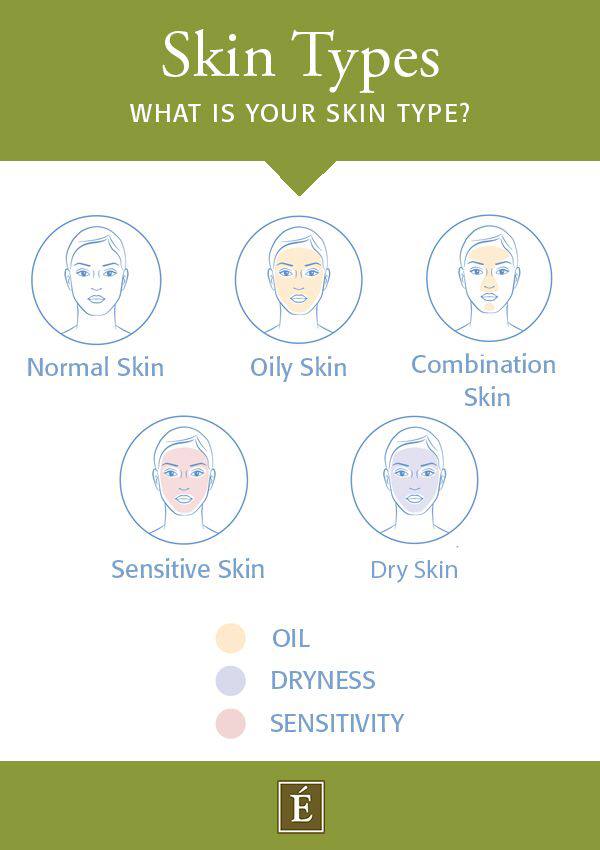 Skin Types
WHAT IS YOUR SKIN TYPE?
Normal Skin
Oily Skin
Combination
Skin
Sensitive Skin
Dry Skin
OIL
DRYNESS
SENSITIVITY
É